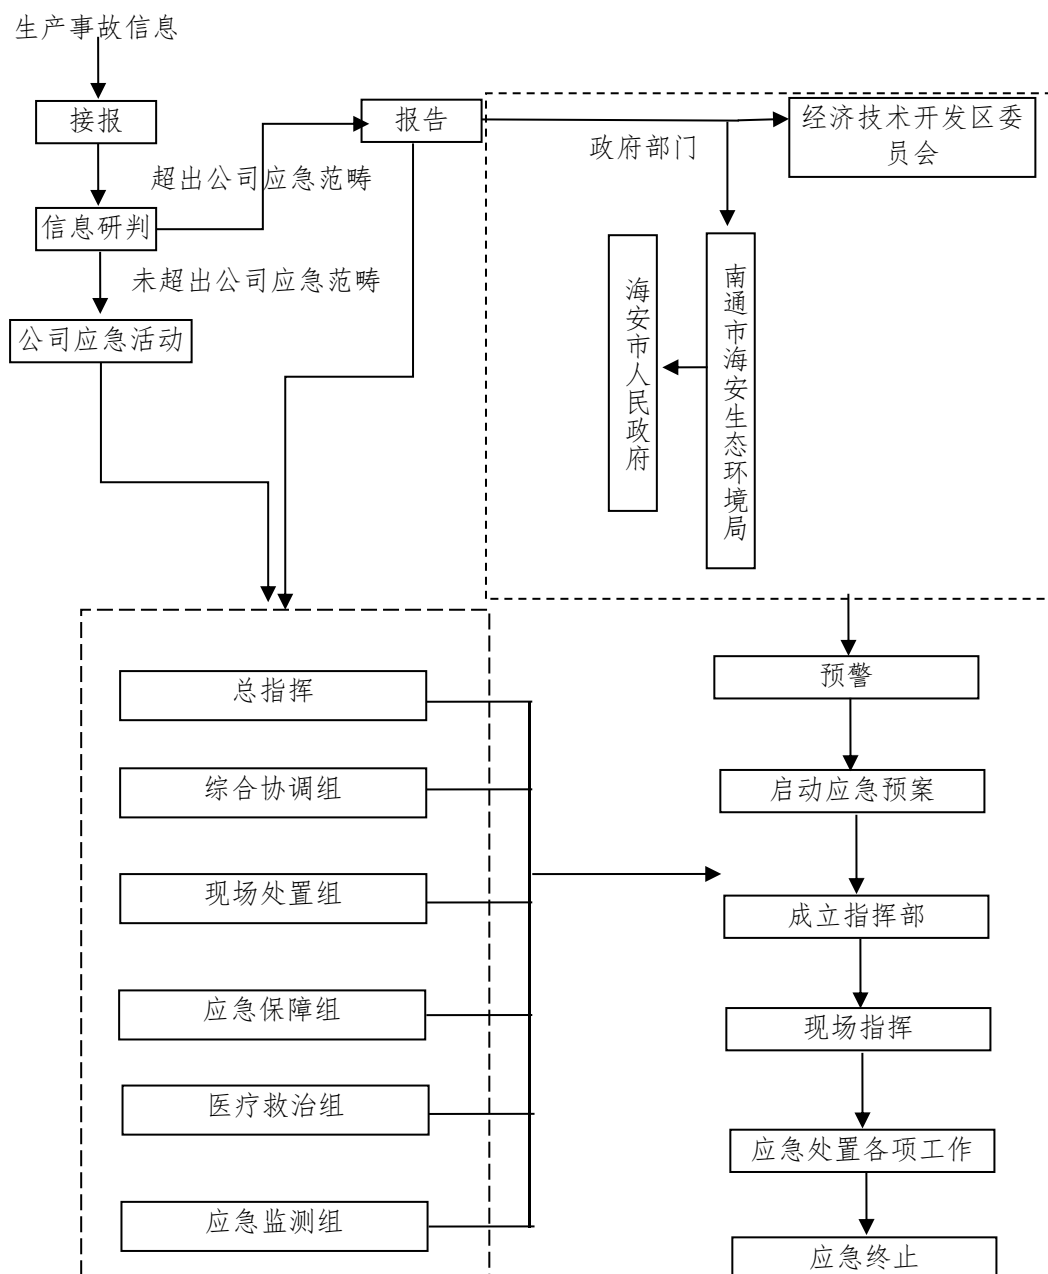 生产事故信息
接报
报告
经济技术开发区委
员会
政府部门
超出公司应急范畴
信息研判
未超出公司应急范畴
公司应急活动
海安市人民政府
南通市海安生态环境局
总指挥
综合协调组
现场处置组
应急保障组
医疗救治组
应急监测组
预警
启动应急预案
成立指挥部
现场指挥
应急处置各项工作
应急终止